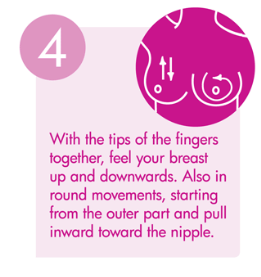 4
With the tips of the fingers
together, feel your breast
up and downwards. Also in
round movements, starting
from the outer part and pull
inward toward the nipple.